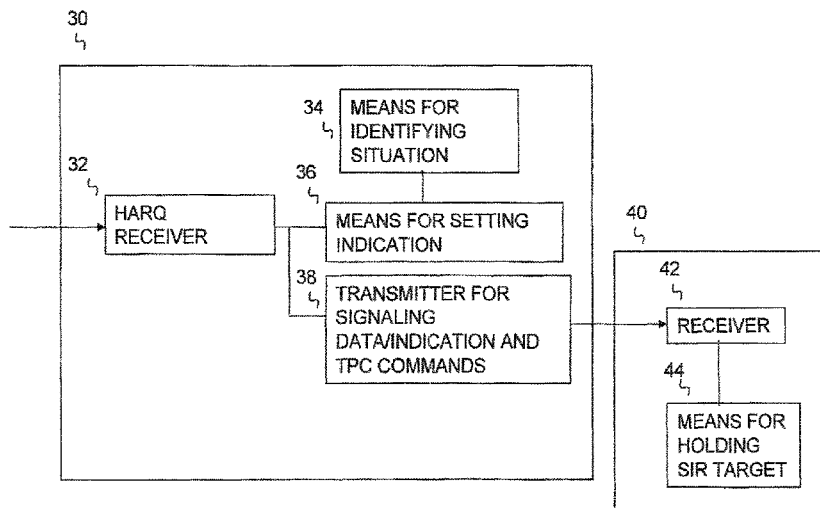 30
34
MEANS FOR
IDENTIFYING
SITUATION
32
HARQ
RECEIVER
36
MEANS FOR SETTING
INDICATION
38
TRANSMITTER FOR
SIGNALING
DATA/INDICATION AND
TPC COMMANDS
40
42
RECEIVER
44
MEANS FOR
HOLDING
SIR TARGET